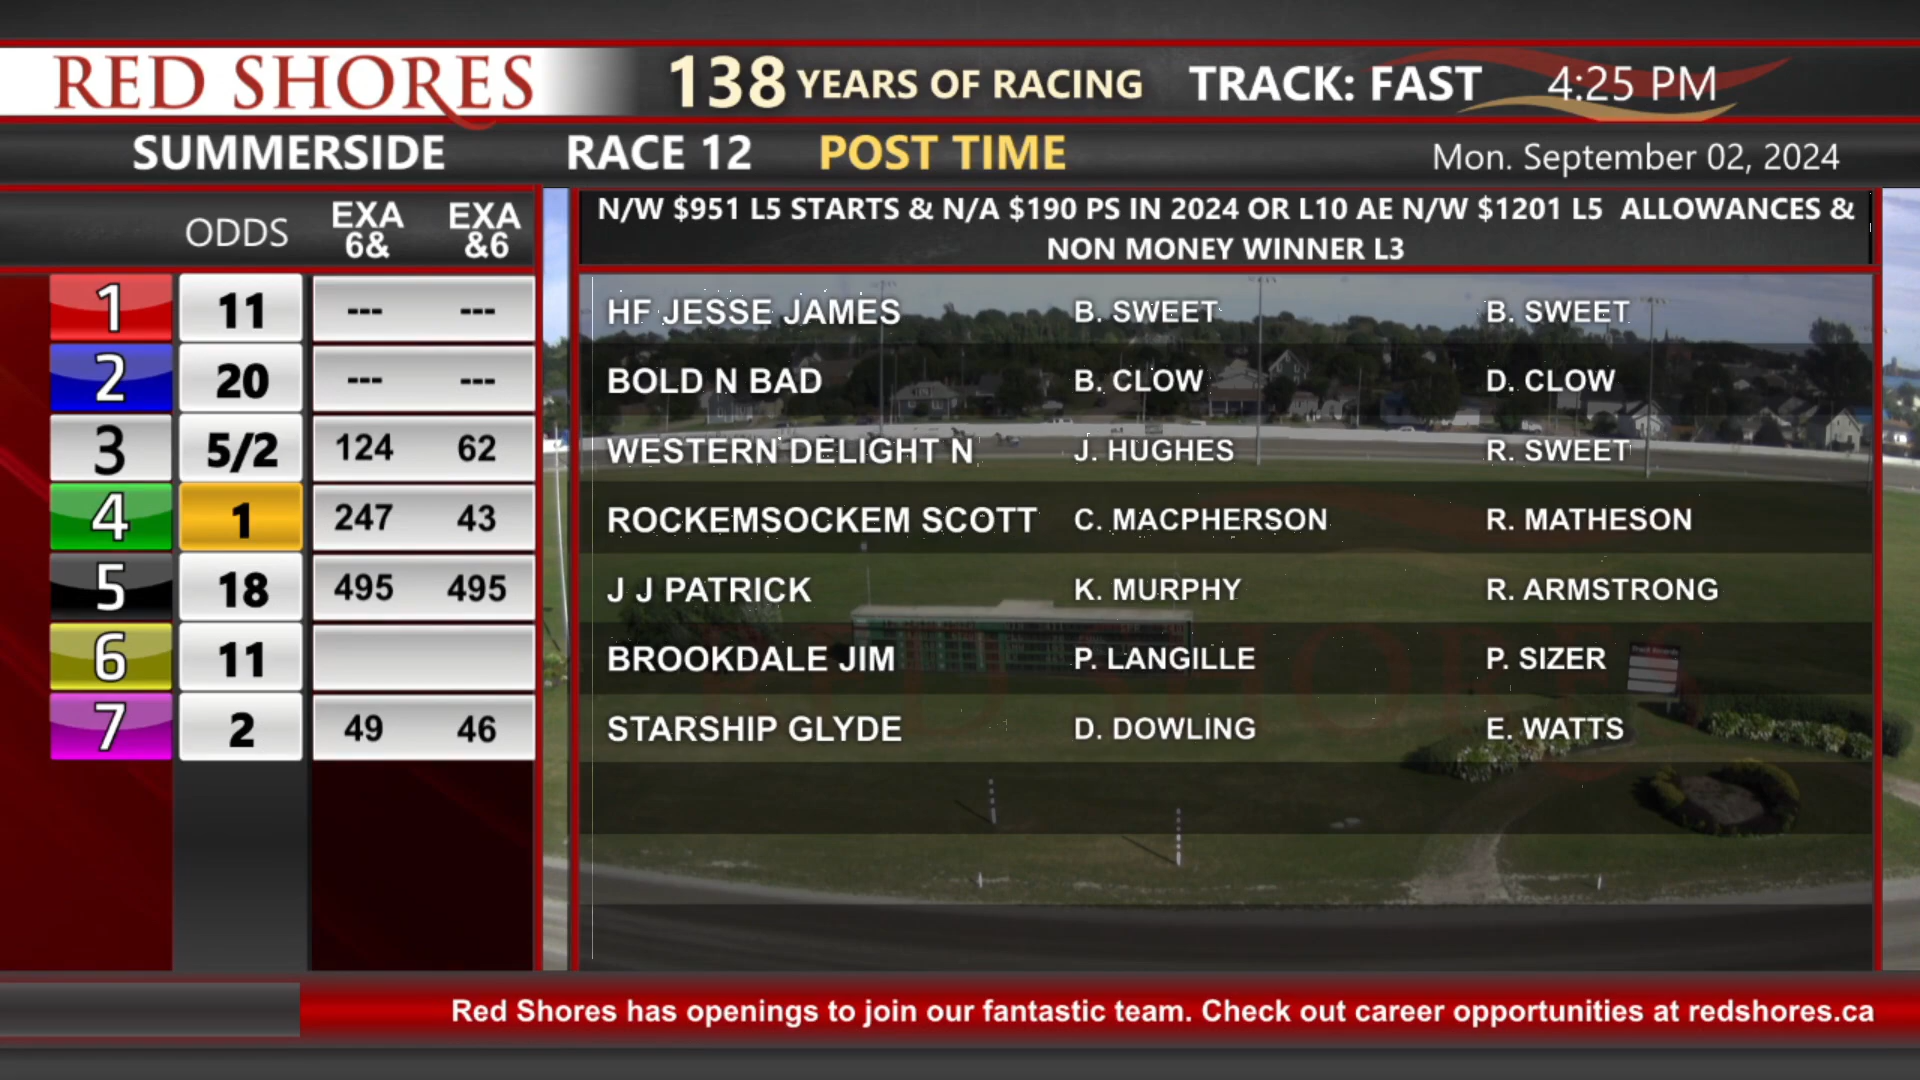 RED SHORES
138 YEARS OF RACING TRACK: FAST 4:25 PM
SUMMERSIDE RACE 12 POST TIME Mon. September 02, 2024
ODDS EXA 6& EXA &6
N/W $951 L5 STARTS & N/A $190 PS IN 2024 OR L10 AE N/W $1201 L5 ALLOWANCES &
NON MONEY WINNER L3
1 11 --- --- HF JESSE JAMES B. SWEET B. SWEET
2 20 --- --- BOLD N BAD B. CLOW D. CLOW
3 5/2 124 62 WESTERN DELIGHT N J. HUGHES R. SWEET
4 1 247 43 ROCKEMSOCKEM SCOTT C. MACPHERSON R. MATHESON
5 18 495 495 J J PATRICK K. MURPHY R. ARMSTRONG
6 11 BROOKDALE JIM P. LANGILLE P. SIZER
7 2 49 46 STARSHIP GLYDE D. DOWLING E. WATTS
RED SHORES
Red Shores has openings to join our fantastic team. Check out career opportunities at redshores.ca